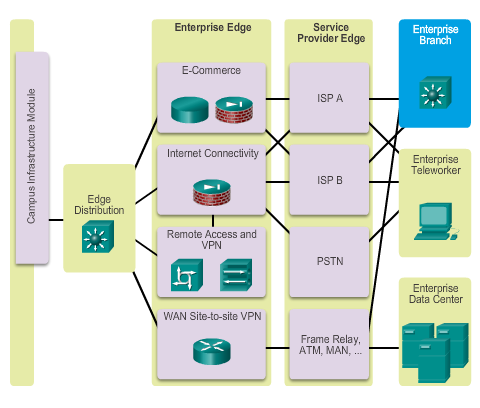 Enterprise Edge
Service
Provider Edge
Enterprise
Branch
Campus Infrastructure Module
E-Commerce
ISP A
Edge
Distribution
Internet Connectivity
ISP B
Enterprise
Teleworker
Remote Access and
VPN
PSTN
WAN Site-to-site VPN
Frame Relay,
ATM, MAN, ...
Enterprise
Data Center